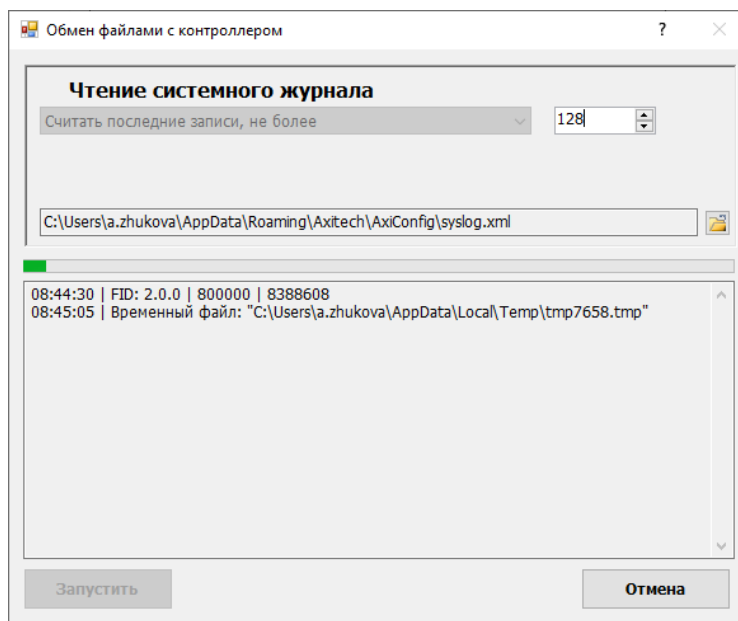 Обмен файлами с контроллером
?
Чтение системного журнала
Считать последние записи, не более
128
C:\Users\a.zhukova\AppData\Roaming\Axitech\AxiConfig\syslog.xml
08:44:30 | FID: 2.0.0 | 800000 | 8388608
08:45:05 | Временный файл: "C:\Users\a.zhukova\AppData\Local\Temp\tmp7658.tmp"
Запустить
Отмена